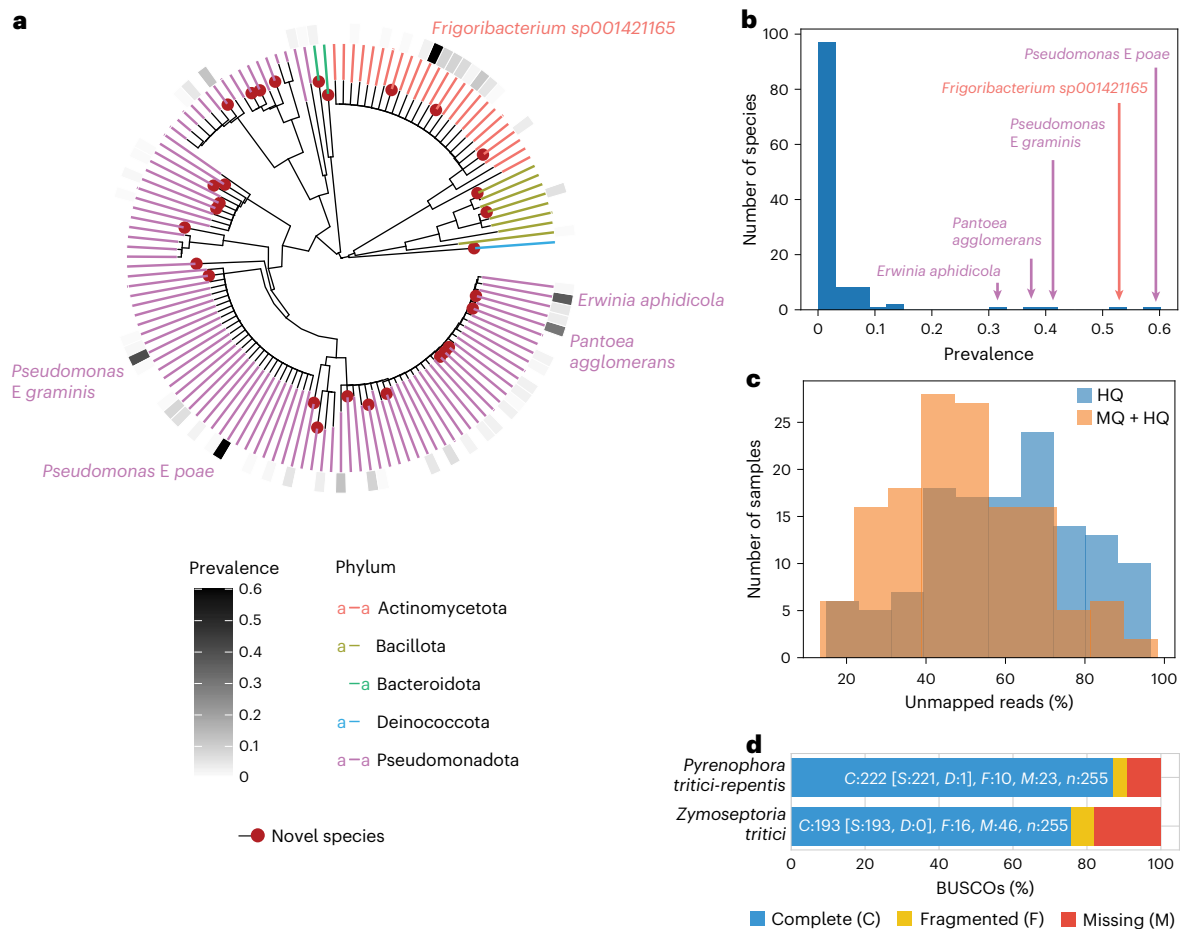 a
Frigoribacterium sp001421165
Erwinia aphidicola
Pantoea
agglomerans
Pseudomonas
E graminis
Pseudomonas E poae
Prevalence
0.6
0.5
0.4
0.3
0.2
0.1
0
Phylum
a a Actinomycetota
a Bacillota
a Bacteroidota
a Deinococcota
a a Pseudomonadota
Novel species
b
Number of species
100
80
60
40
20
0
Pseudomonas E poae
Frigoribacterium sp001421165
Pseudomonas
E graminis
Pantoea
agglomerans
Erwinia aphidicola
0 0.1 0.2 0.3 0.4 0.5 0.6
Prevalence
c
HQ
MQ + HQ
Number of samples
25
20
15
10
5
0
20 40 60 80 100
Unmapped reads (%)
d
Pyrenophora
tritici-repentis
C:222 [S:221, D:1], F:10, M:23, n:255
Zymoseptoria
tritici
C:193 [S:193, D:0], F:16, M:46, n:255
0 20 40 60 80 100
BUSCOs (%)
Complete (C) Fragmented (F) Missing (M)